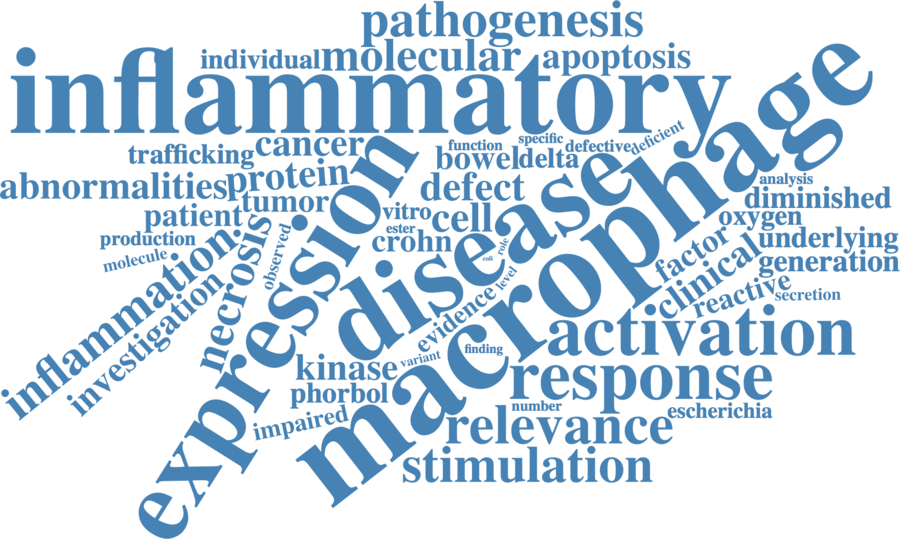 pathogenesis
individual
molecular
apoptosis
inflammatory
macrophage
trafficking
cancer
function
specific
defective
deficient
bowel
delta
abnormalities
protein
defect
disease
analysis
diminished
patient
tumor
vitro
cell
ester
oxygen
production
crohn
role
coli
factor
underlying
molecule
observed
expression
clinical
generation
inflammation
necrosis
level
reactive
secretion
investigation
evidence
activation
variant
finding
kinase
response
phorbol
number
escherichia
impaired
relevance
stimulation